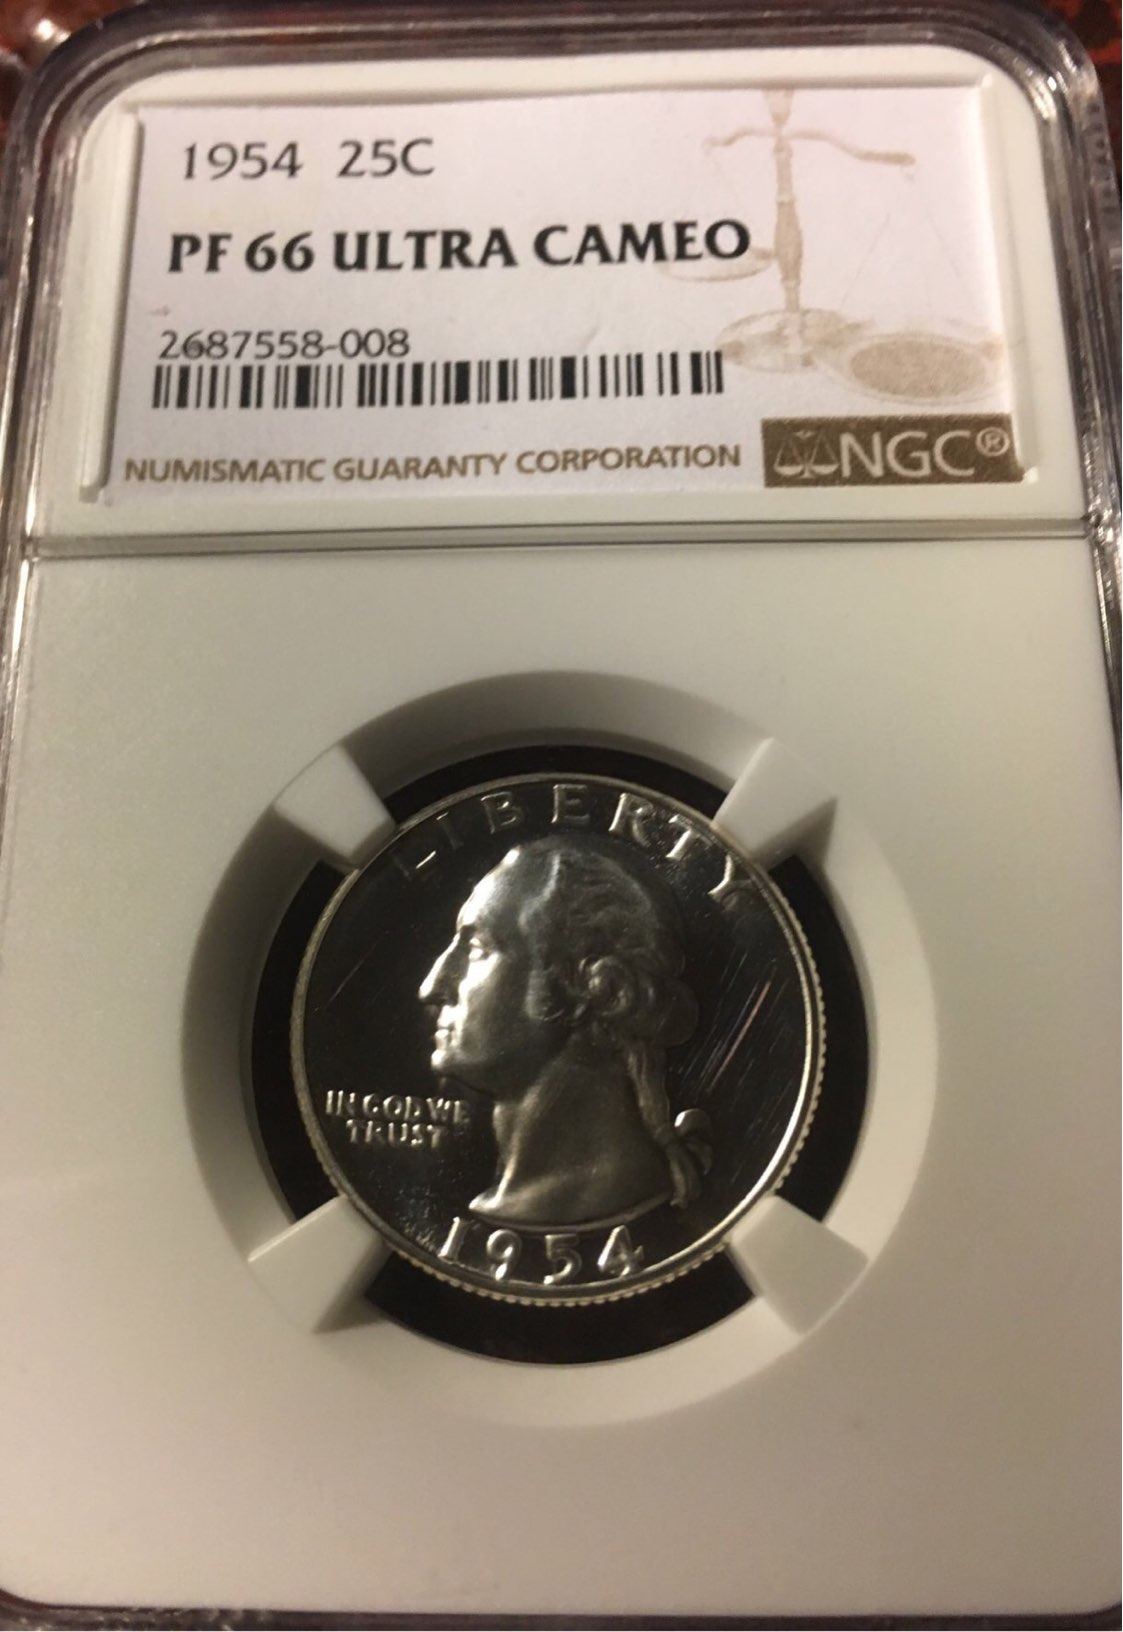 1954 25C
PF 66 ULTRA CAMEO
2687558-008
NUMISMATIC GUARANTY CORPORATION
NGC®
LIBERTY
IN GOD WE
TRUST
1954